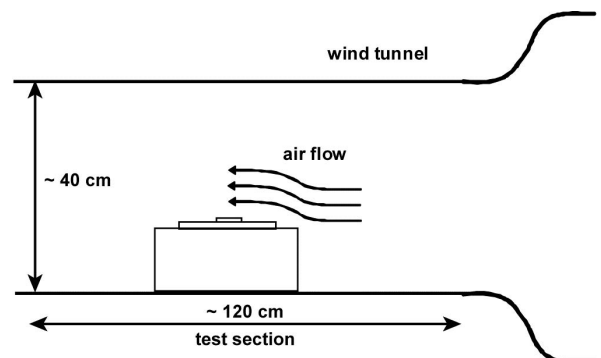 wind tunnel
air flow
~ 40 cm
~ 120 cm
test section